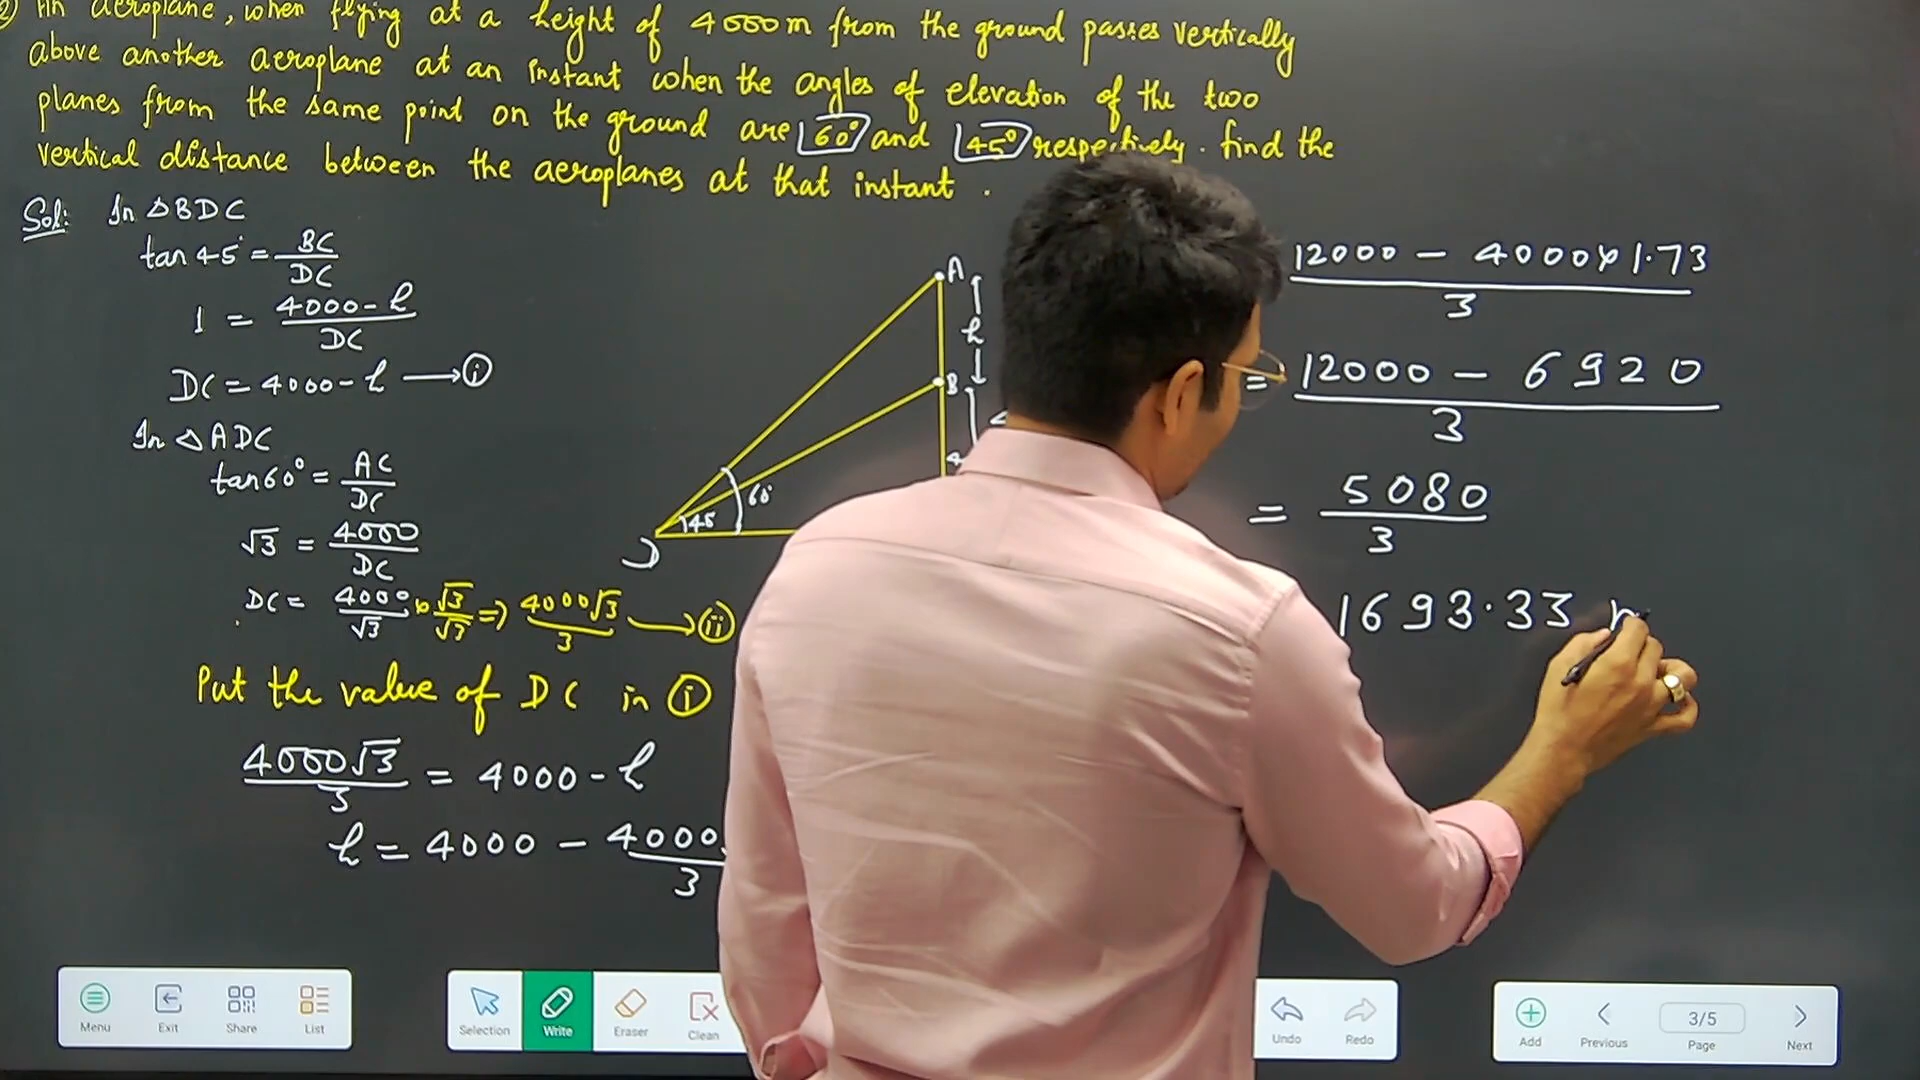 2) An aeroplane, when flying at a height of 4000m from the ground passes vertically
above another aeroplane at an instant when the angles of elevation of the two
planes from the same point on the ground are 60° and 45° respectively. find the
vertical distance between the aeroplanes at that instant.
Sol: In △BDC
tan 45° = BC/DC
1 = (4000-h)/DC
DC = 4000-h → (i)
In △ADC
tan60° = AC/DC
√3 = 4000/DC
DC = 4000/√3 × √3/√3 ⇒ 4000√3/3 → (ii)
Put the value of DC in (i)
4000√3/3 = 4000-h
h = 4000 - 4000/3
A
h
B
60°
45
D
(12000 - 4000×1.73)/3
= (12000 - 6920)/3
= 5080/3
1693.33
Menu Exit Share List
Selection Write Eraser Clean
Undo Redo
Add Previous 3/5 Page Next